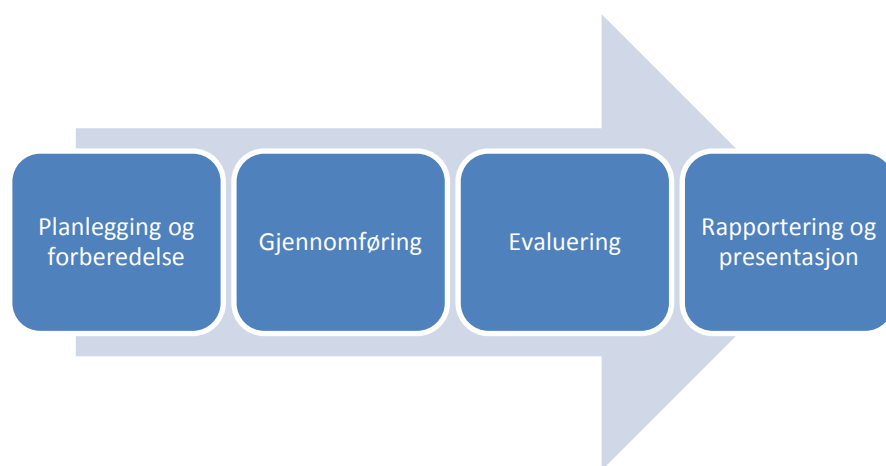 Planlegging og
forberedelse
Gjennomføring
Evaluering
Rapportering og
presentasjon